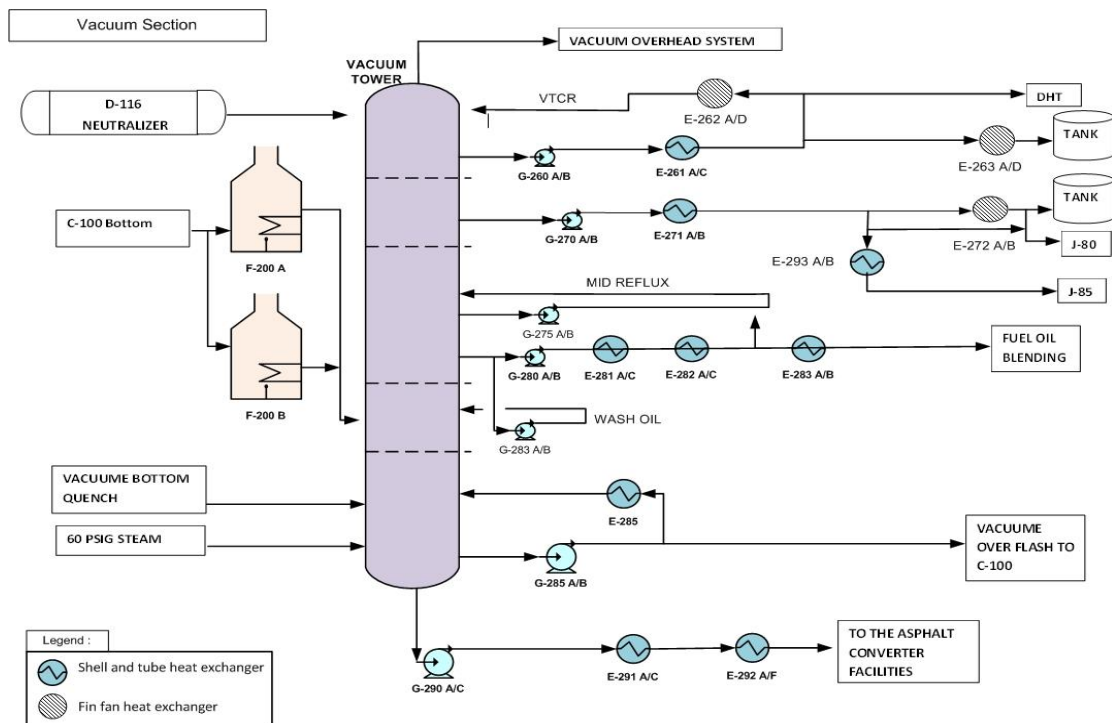 Vacuum Section
VACUUM OVERHEAD SYSTEM
VACUUM
TOWER
D-116
NEUTRALIZER
VTCR
E-262 A/D
DHT
TANK
E-263 A/D
G-260 A/B
E-261 A/C
TANK
C-100 Bottom
F-200 A
G-270 A/B
E-271 A/B
E-272 A/B
J-80
E-293 A/B
J-85
MID REFLUX
G-275 A/B
FUEL OIL
BLENDING
G-280 A/B
E-281 A/C
E-282 A/C
E-283 A/B
F-200 B
WASH OIL
G-283 A/B
VACUUME BOTTOM
QUENCH
E-285
60 PSIG STEAM
VACUUME
OVER FLASH TO
C-100
G-285 A/B
TO THE ASPHALT
CONVERTER
FACILITIES
G-290 A/C
E-291 A/C
E-292 A/F
Legend :
Shell and tube heat exchanger
Fin fan heat exchanger